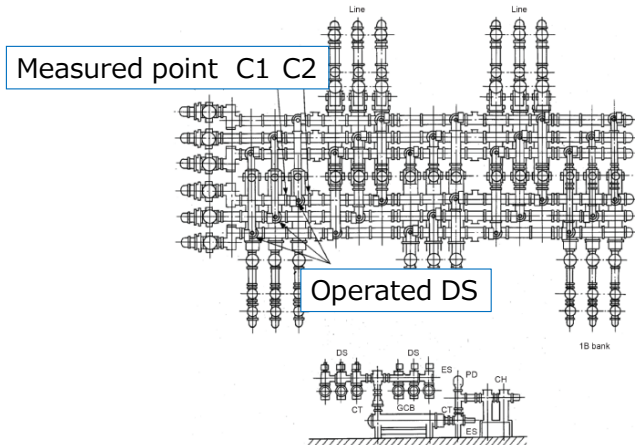 Line
Line
Measured point C1 C2
Operated DS
1B bank
DS
DS
ES
PD
CH
CT
GCB
CT
ES